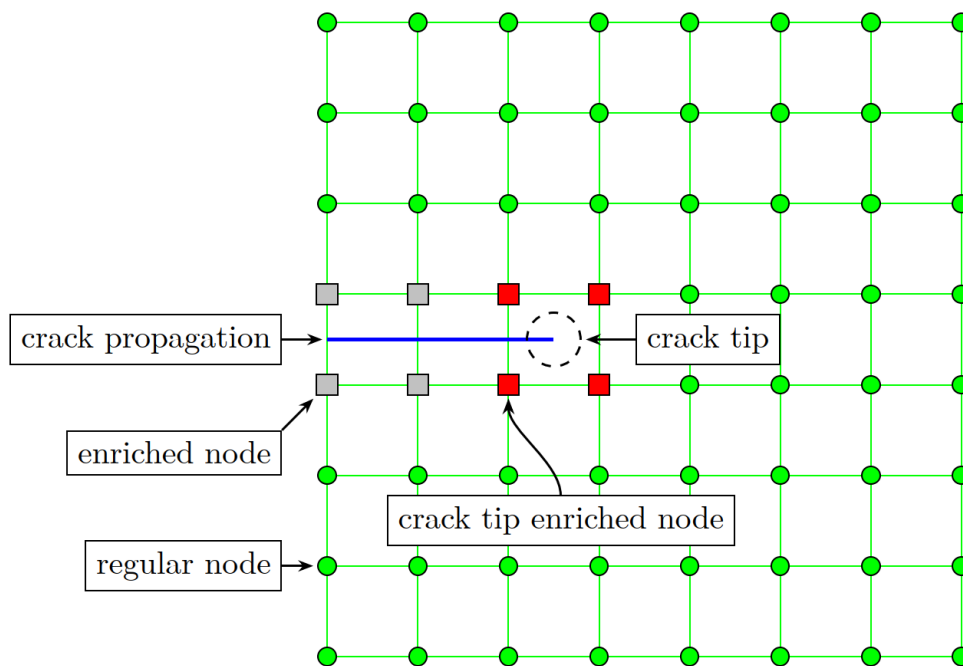 crack propagation
crack tip
enriched node
crack tip enriched node
regular node